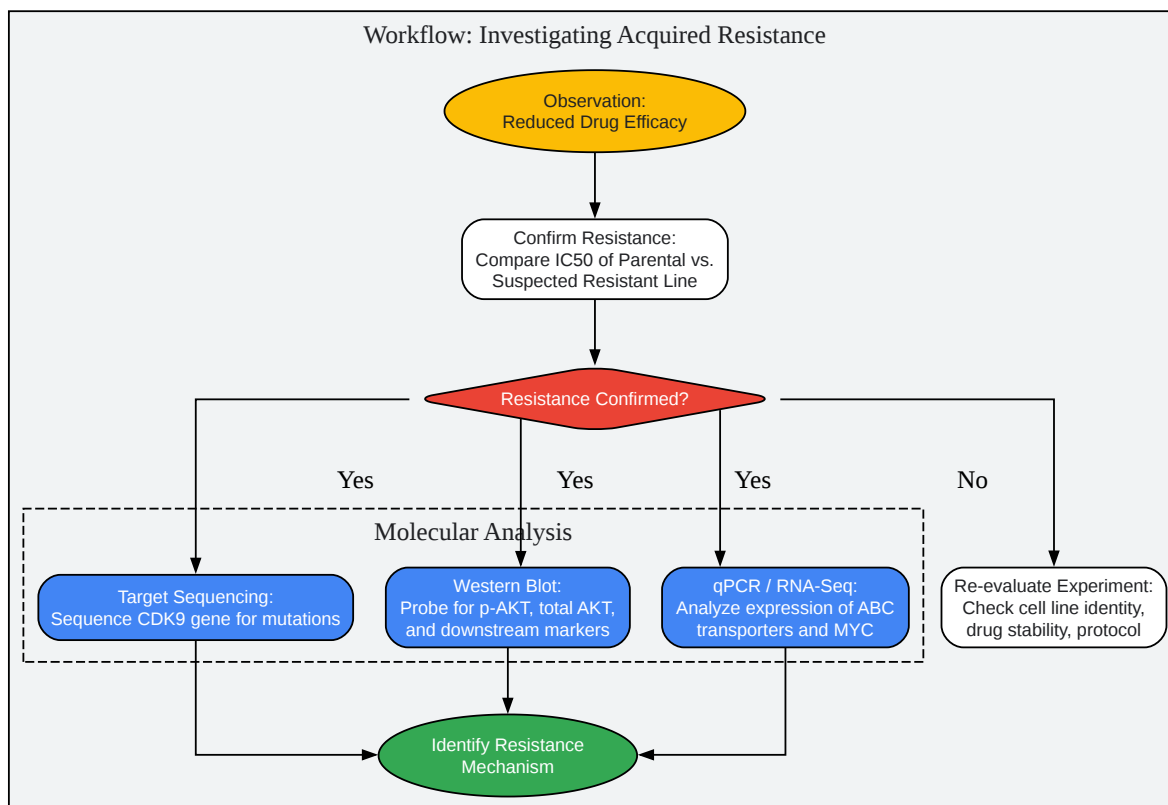 Workflow: Investigating Acquired Resistance
Observation:
Reduced Drug Efficacy
Confirm Resistance:
Compare IC50 of Parental vs.
Suspected Resistant Line
Resistance Confirmed?
Yes
Yes
Yes
No
Molecular Analysis
Target Sequencing:
Sequence CDK9 gene for mutations
Western Blot:
Probe for p-AKT, total AKT,
and downstream markers
qPCR / RNA-Seq:
Analyze expression of ABC
transporters and MYC
Re-evaluate Experiment:
Check cell line identity,
drug stability, protocol
Identify Resistance
Mechanism